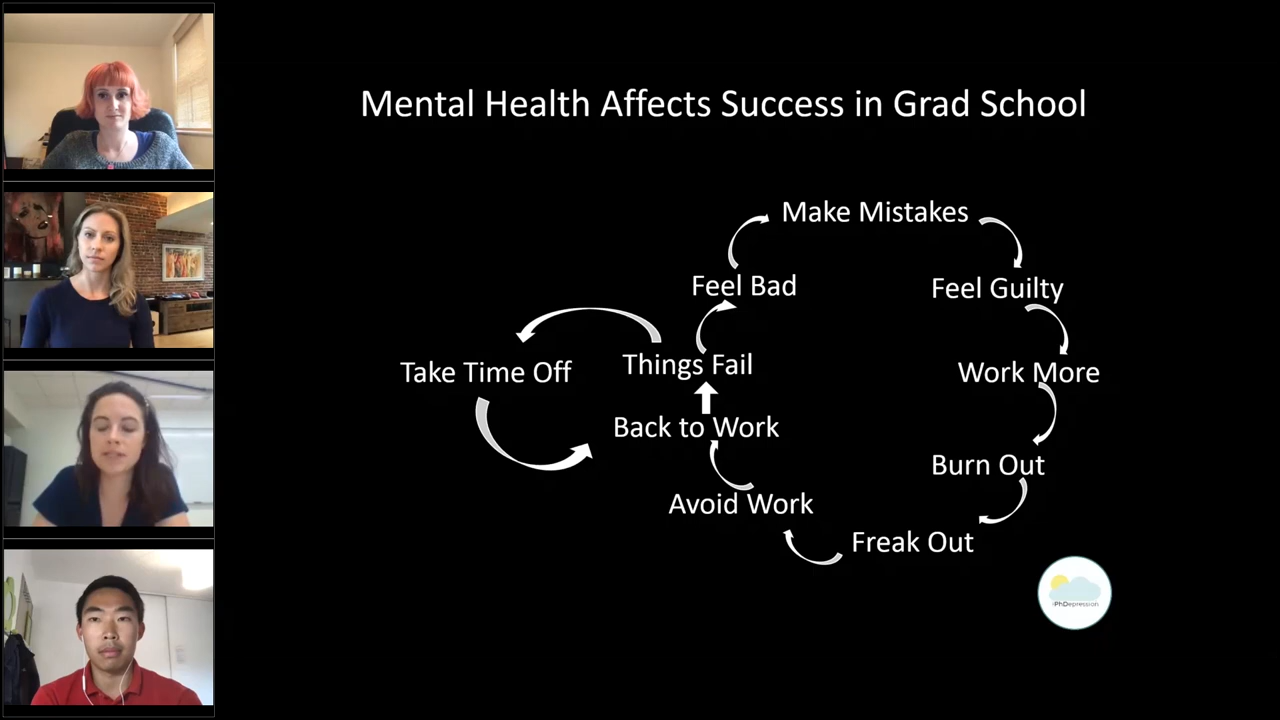 Mental Health Affects Success in Grad School
Make Mistakes
Feel Bad
Feel Guilty
Take Time Off
Things Fail
Work More
Back to Work
Burn Out
Avoid Work
Freak Out
PhDepression